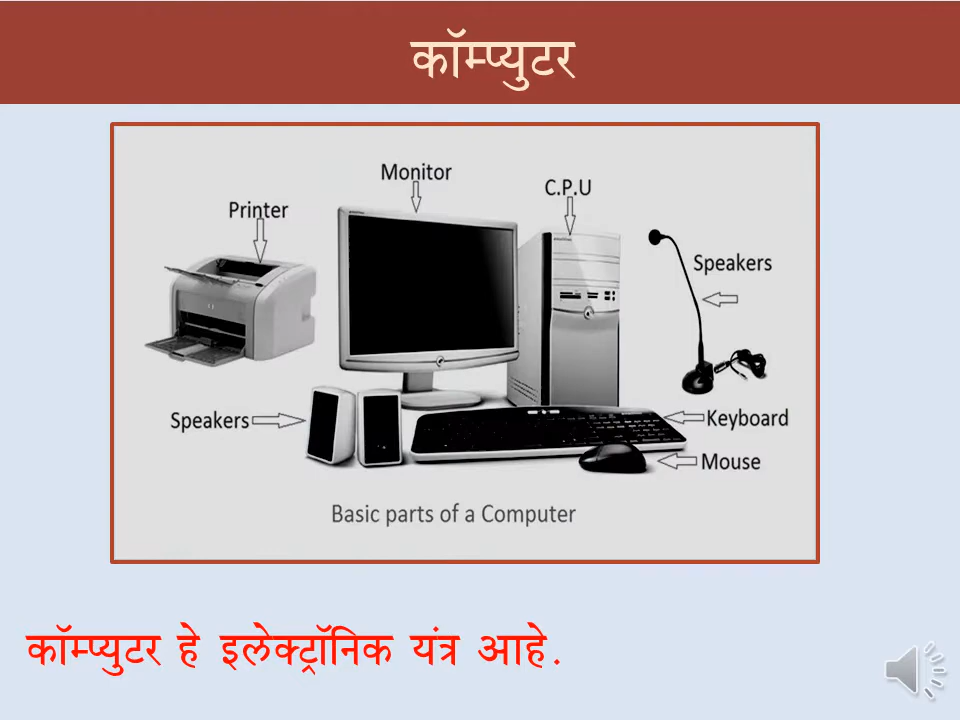 कॉम्प्युटर
Monitor
C.P.U
Printer
Speakers
Speakers
Keyboard
Mouse
Basic parts of a Computer
कॉम्प्युटर हे इलेक्ट्रॉनिक यंत्र आहे.